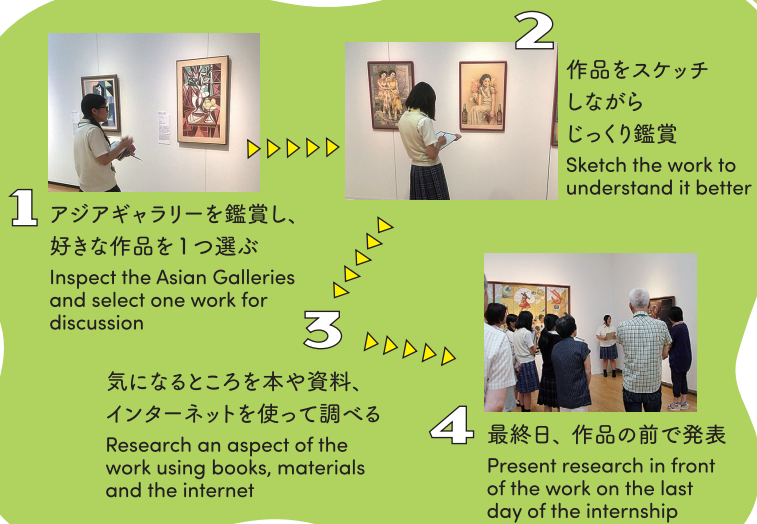 1
アジアギャラリーを鑑賞し、
好きな作品を1つ選ぶ
Inspect the Asian Galleries
and select one work for
discussion
2
作品をスケッチ
しながら
じっくり鑑賞
Sketch the work to
understand it better
3
気になるところを本や資料、
インターネットを使って調べる
Research an aspect of the
work using books, materials
and the internet
4
最終日、作品の前で発表
Present research in front
of the work on the last
day of the internship